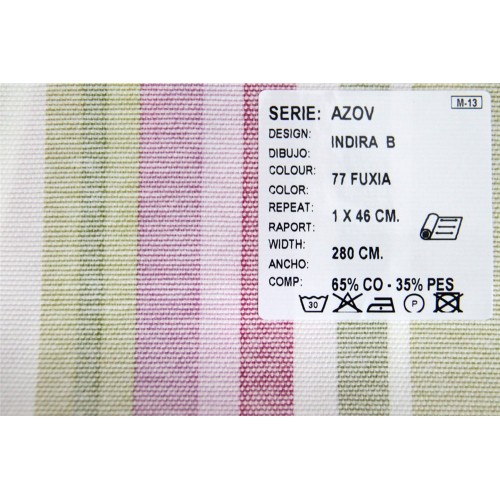 M-13
SERIE: AZOV
DESIGN:
DIBUJO: INDIRA B
COLOUR:
COLOR: 77 FUXIA
REPEAT:
RAPORT: 1 X 46 CM.
WIDTH:
ANCHO: 280 CM.
COMP: 65% CO - 35% PES
30 P